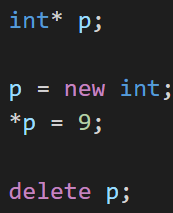 int* p;
p = new int;
*p = 9;
delete p;